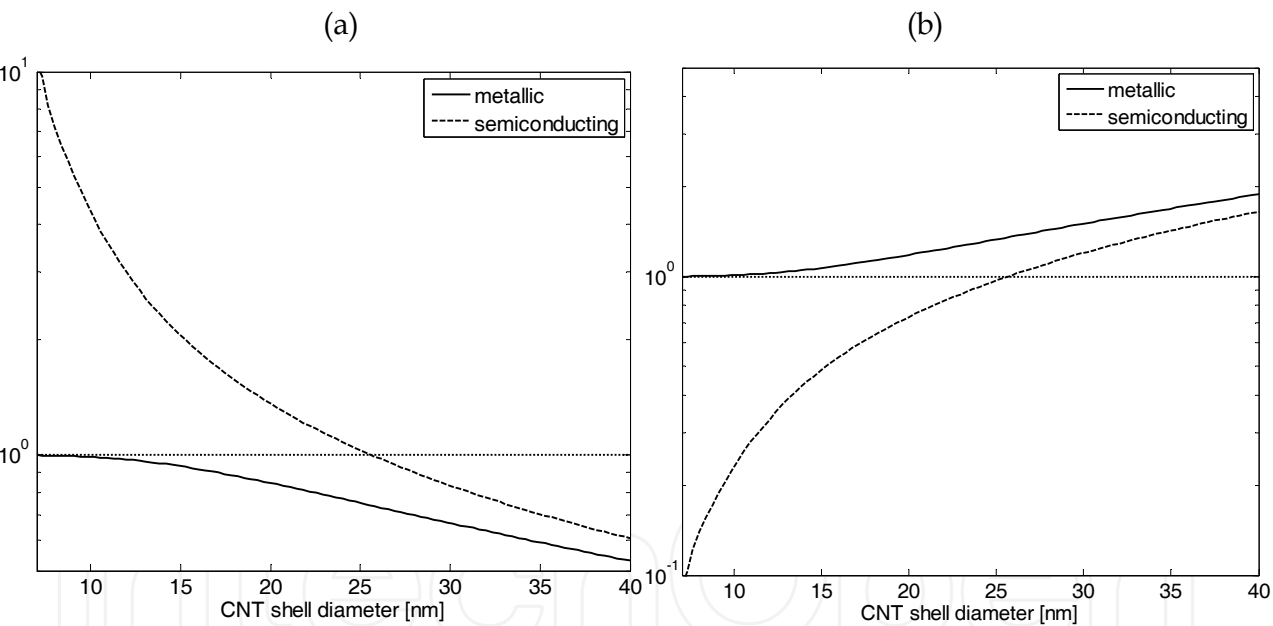 (a)
(b)
10^1
metallic
semiconducting
10^0
10 15 20 25 30 35 40
CNT shell diameter [nm]
metallic
semiconducting
10^0
10^-1
10 15 20 25 30 35 40
CNT shell diameter [nm]